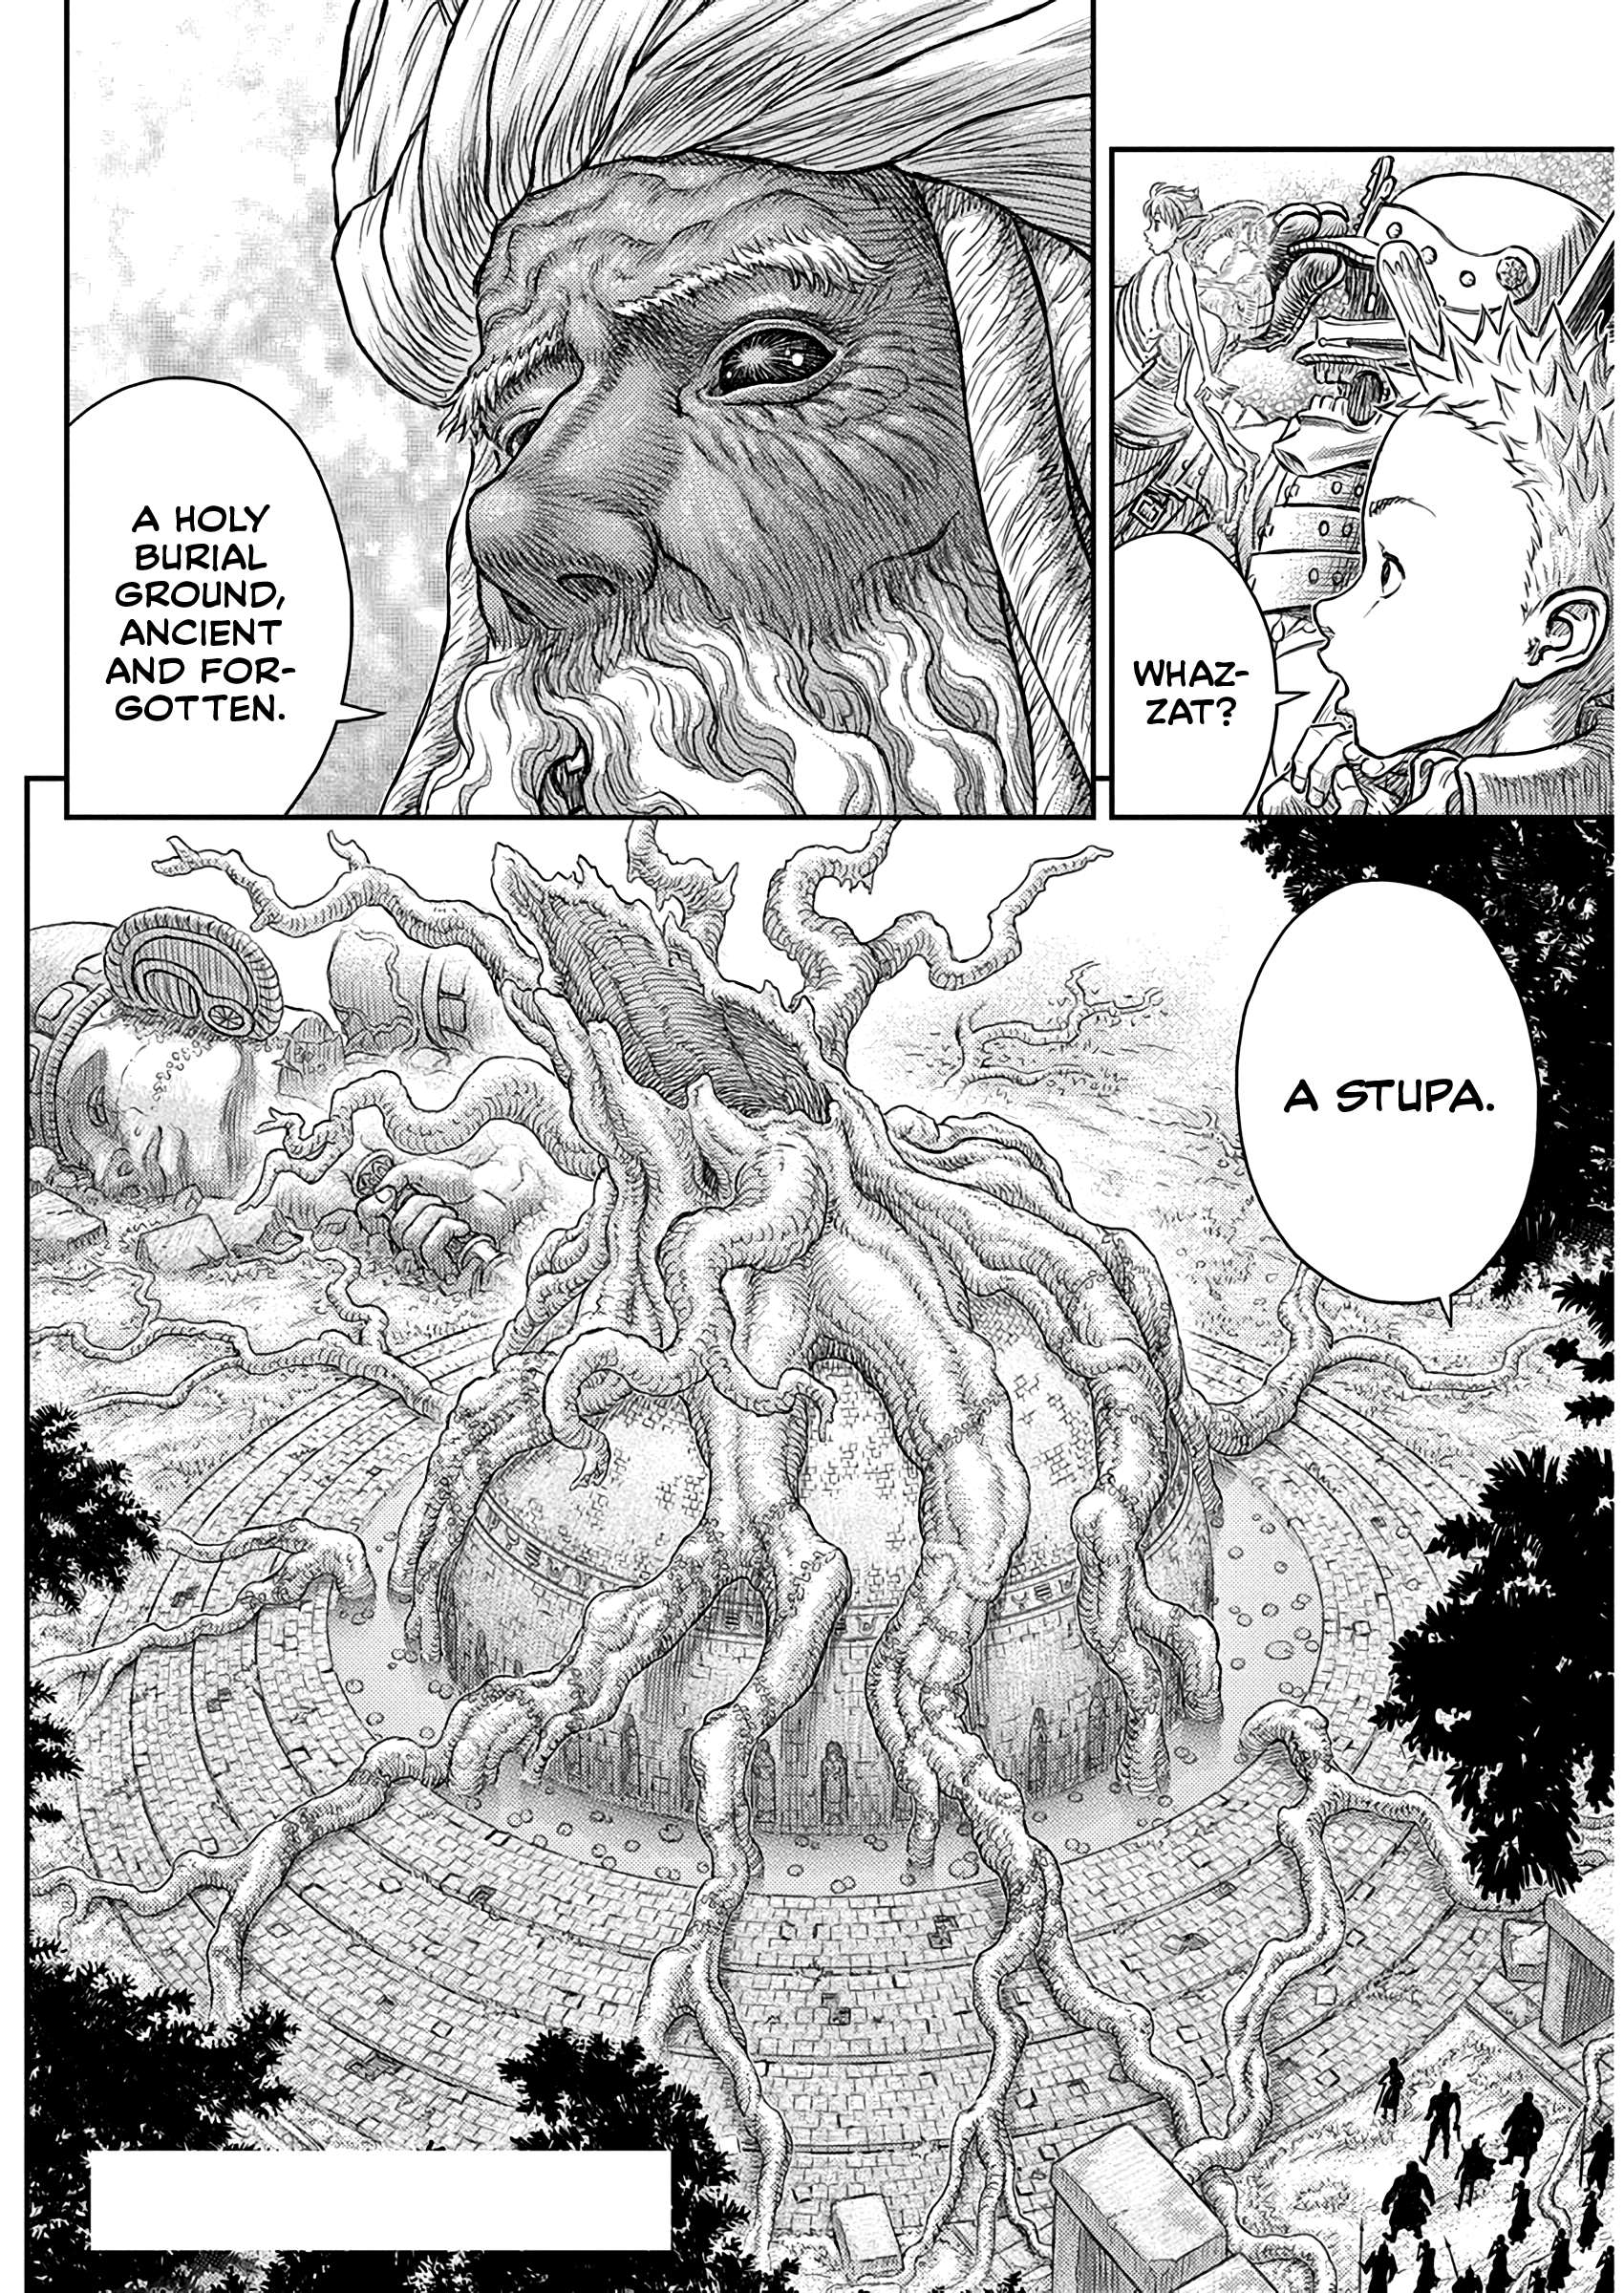 WHAZ-
ZAT?
A HOLY
BURIAL
GROUND,
ANCIENT
AND FOR-
GOTTEN.
A STUPA.